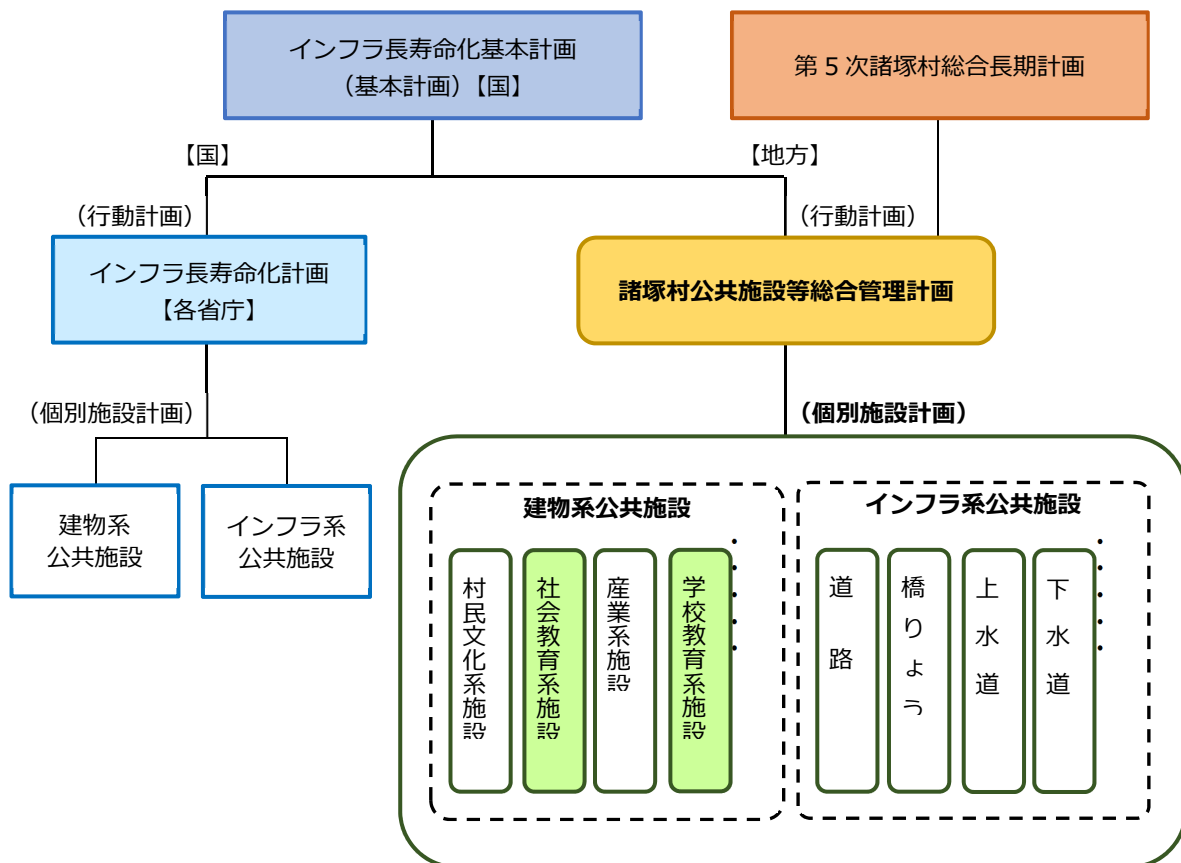 インフラ長寿命化基本計画
（基本計画）【国】
第５次諸塚村総合長期計画
【国】
【地方】
（行動計画）
（行動計画）
インフラ長寿命化計画
【各省庁】
諸塚村公共施設等総合管理計画
（個別施設計画）
（個別施設計画）
建物系
公共施設
インフラ系
公共施設
建物系公共施設
インフラ系公共施設
村民文化系施設
社会教育系施設
産業系施設
学校教育系施設
・・・・・
道路
橋りょう
上水道
下水道
・・・・・